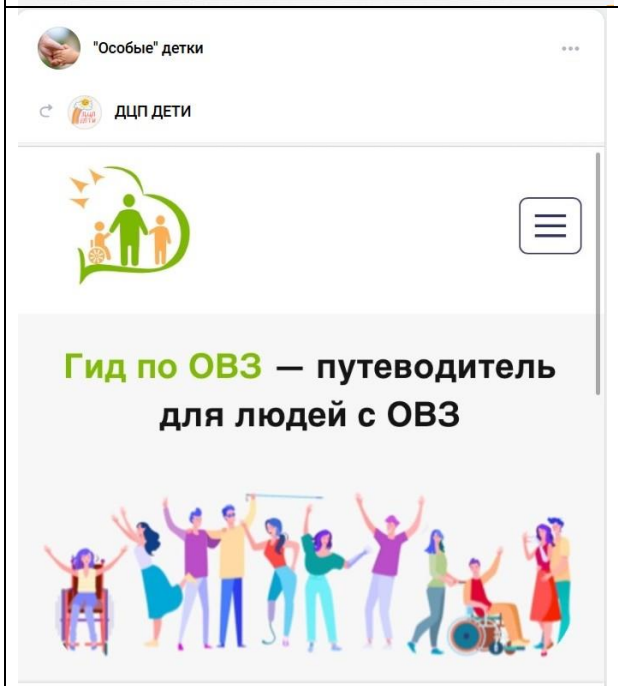 "Особые" детки
ДЦП ДЕТИ
Гид по ОВЗ — путеводитель
для людей с ОВЗ